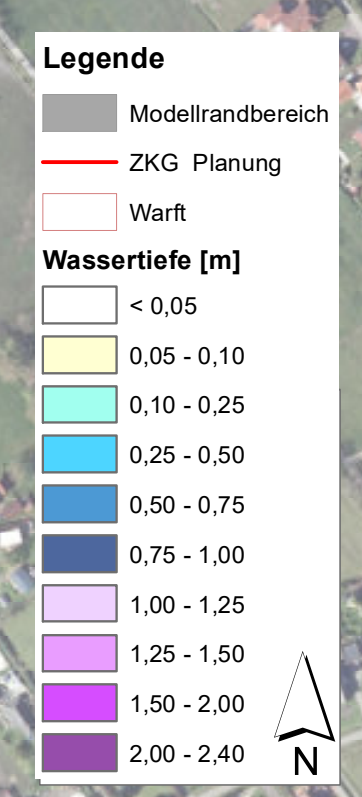 Legende
Modellrandbereich
ZKG Planung
Warft
Wassertiefe [m]
< 0,05
0,05 - 0,10
0,10 - 0,25
0,25 - 0,50
0,50 - 0,75
0,75 - 1,00
1,00 - 1,25
1,25 - 1,50
1,50 - 2,00
2,00 - 2,40
N